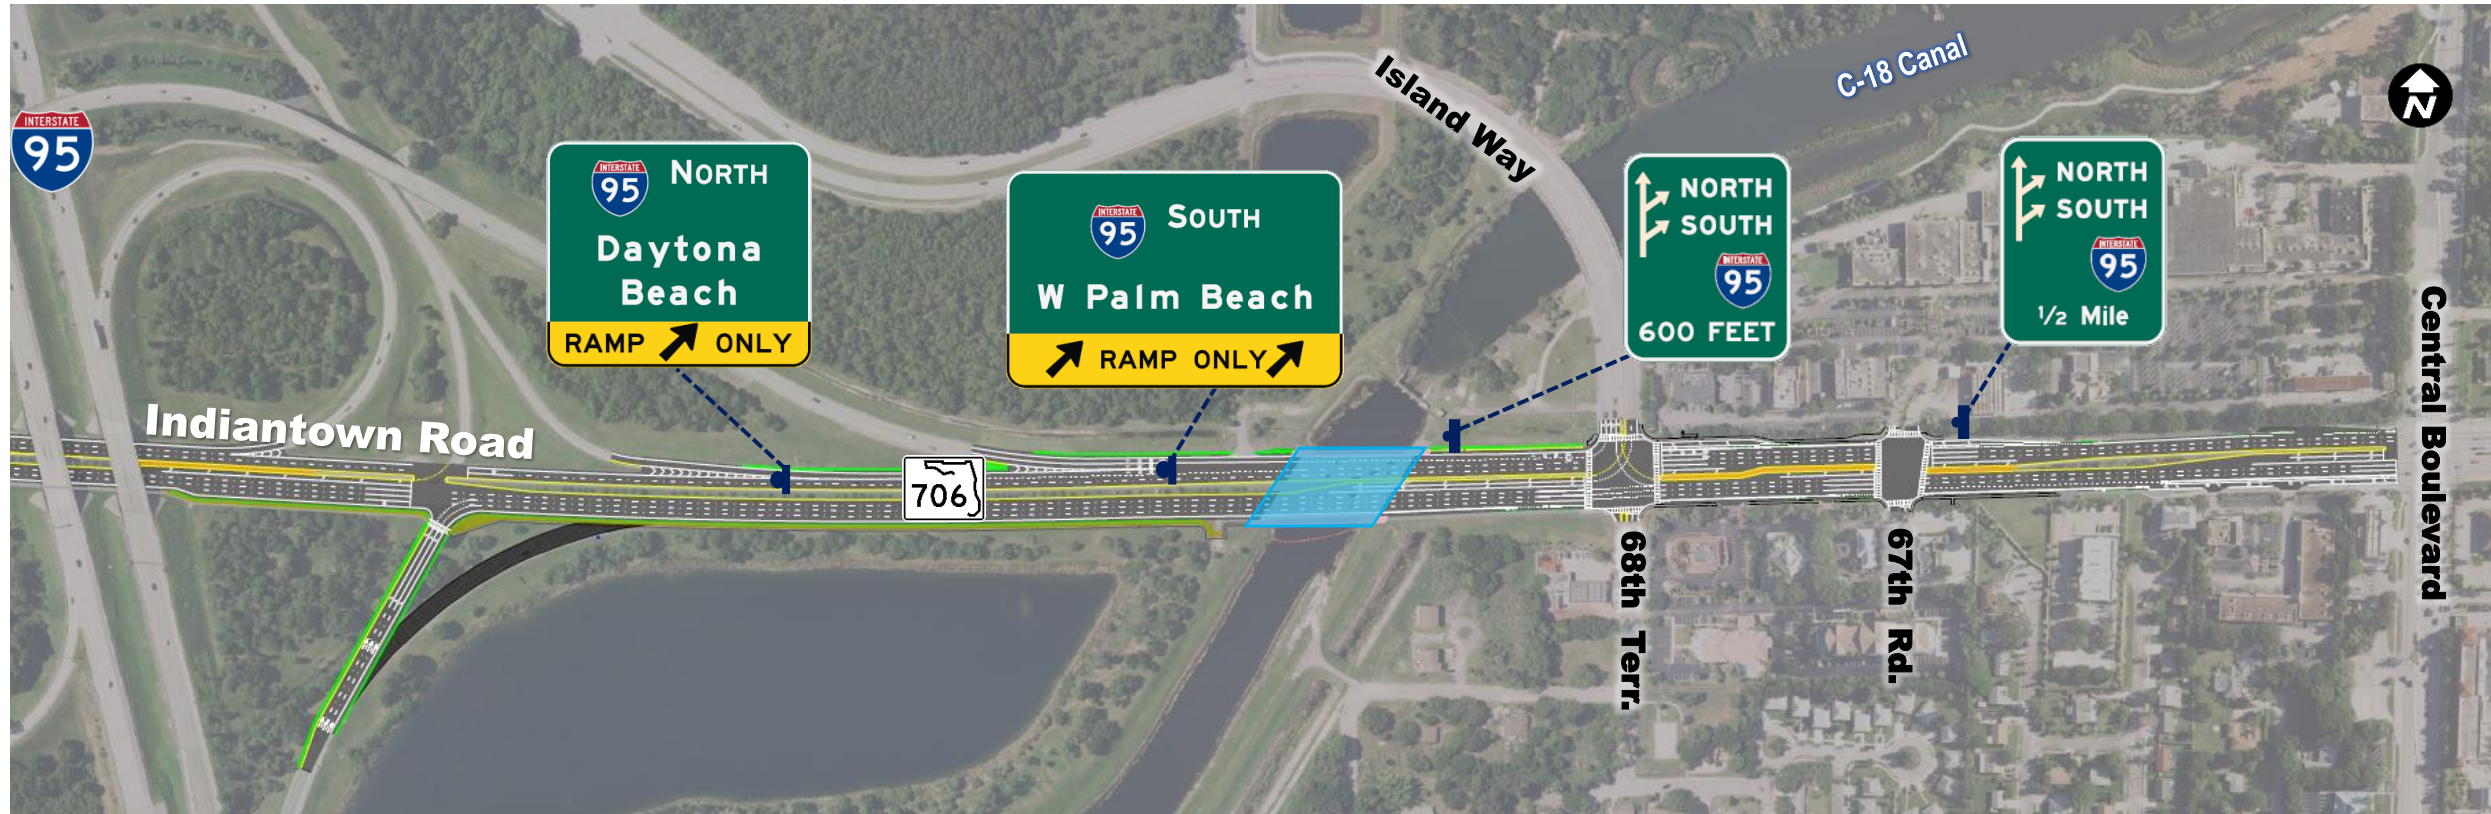 INTERSTATE
95
Indiantown Road
INTERSTATE
95
NORTH
Daytona
Beach
RAMP ONLY
INTERSTATE
95
SOUTH
W Palm Beach
RAMP ONLY
706
Island Way
C-18 Canal
NORTH
SOUTH
INTERSTATE
95
600 FEET
NORTH
SOUTH
INTERSTATE
95
1/2 Mile
N
68th Terr.
67th Rd.
Central Boulevard